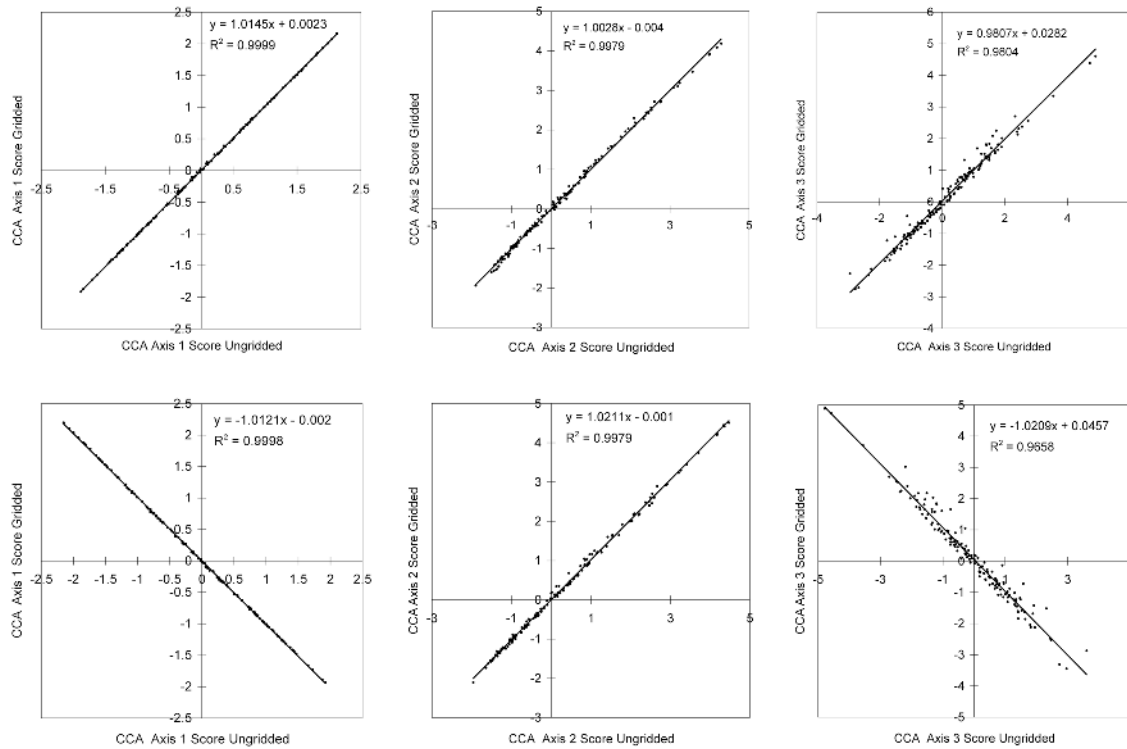 y = 1.0145x + 0.0023
R² = 0.9999
CCA Axis 1 Score Gridded
2.5
2
1.5
1
0.5
0
-0.5
-1
-1.5
-2
-2.5
-2.5 -1.5 -0.5 0.5 1.5 2.5
CCA Axis 1 Score Ungridded
y = 1.0028x - 0.004
R² = 0.9979
CCA Axis 2 Score Gridded
5
4
3
2
1
0
-1
-2
-3
-3 -1 1 3 5
CCA Axis 2 Score Ungridded
y = 0.9807x + 0.0282
R² = 0.9804
CCA Axis 3 Score Gridded
6
5
4
3
2
1
0
-1
-2
-3
-4
-4 -2 0 2 4
CCA Axis 3 Score Ungridded
y = -1.0121x - 0.002
R² = 0.9998
CCA Axis 1 Score Gridded
2.5
2
1.5
1
0.5
0
-0.5
-1
-1.5
-2
-2.5
-2.5 -2 -1.5 -1 -0.5 0 0.5 1 1.5 2 2.5
CCA Axis 1 Score Ungridded
y = 1.0211x - 0.001
R² = 0.9979
CCA Axis 2 Score Gridded
5
4
3
2
1
0
-1
-2
-3
-3 -1 1 3 5
CCA Axis 2 Score Ungridded
y = -1.0209x + 0.0457
R² = 0.9658
CCA Axis 3 Score Gridded
5
4
3
2
1
0
-1
-2
-3
-4
-5
-5 -3 -1 1 3
CCA Axis 3 Score Ungridded